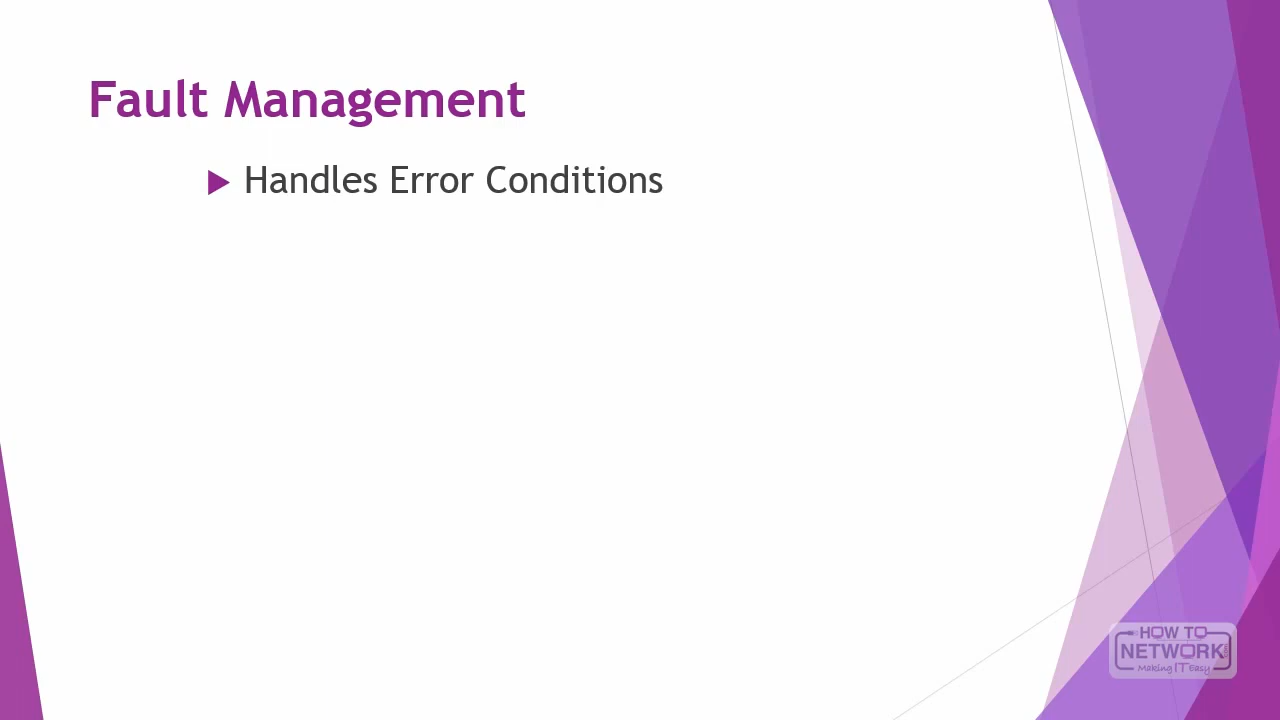 Fault Management
Handles Error Conditions
HOW TO
NETWORK
Making IT Easy